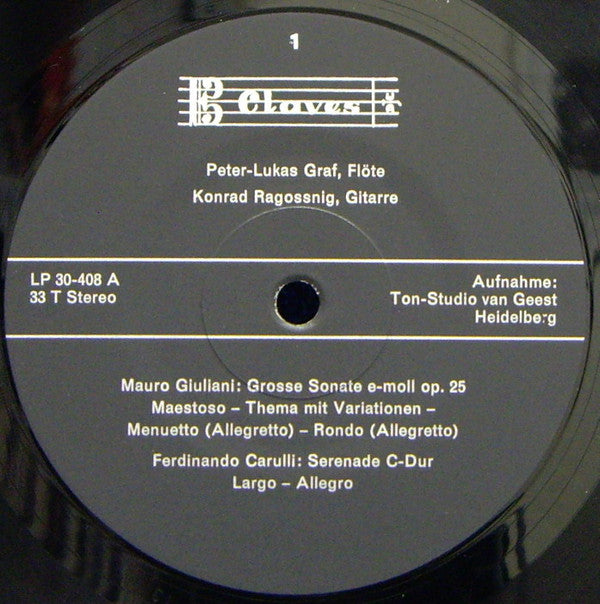 1
Claves
Peter-Lukas Graf, Flöte
Konrad Ragossnig, Gitarre
LP 30-408 A
33 T Stereo
Aufnahme:
Ton-Studio van Geest
Heidelberg
Mauro Giuliani: Grosse Sonate e-moll op. 25
Maestoso – Thema mit Variationen –
Menuetto (Allegretto) – Rondo (Allegretto)
Ferdinando Carulli: Serenade C-Dur
Largo – Allegro